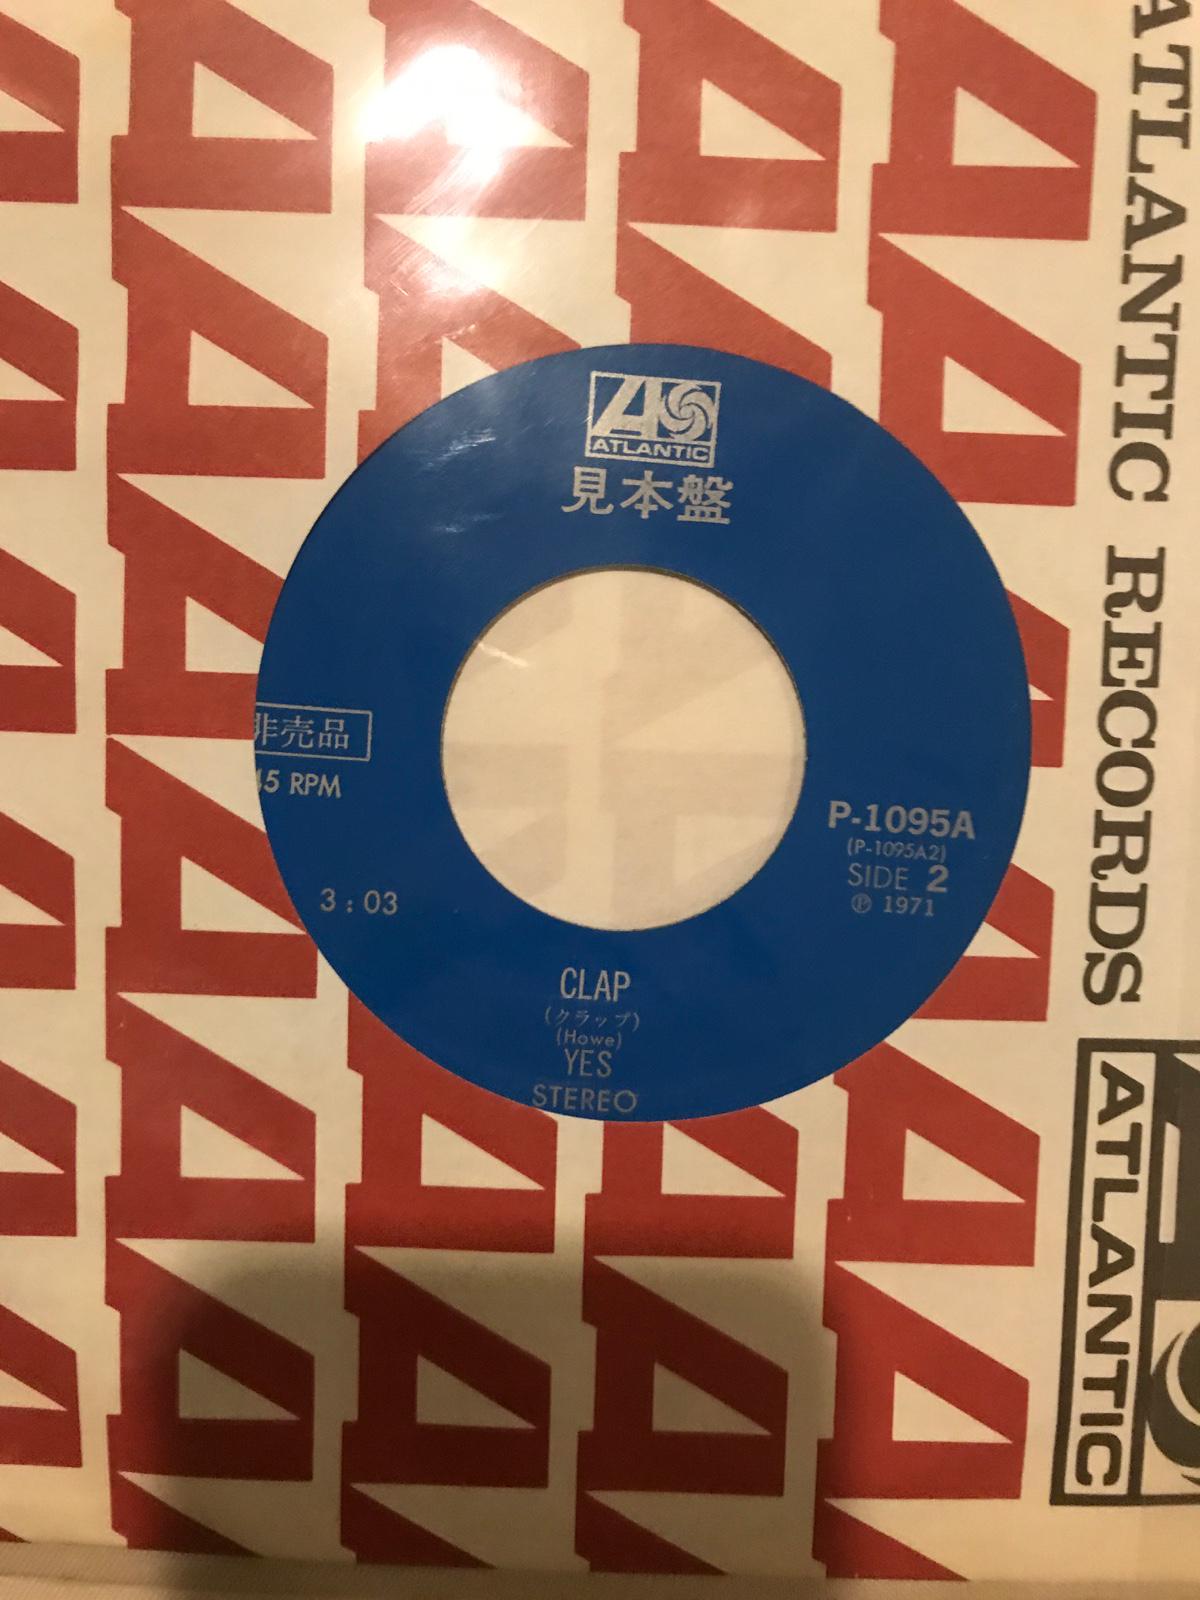 ATLANTIC
見本盤
非売品
45 RPM
3:03
P-1095A
(P-1095A2)
SIDE 2
Ⓟ 1971
CLAP
(クラップ)
(Howe)
YES
STEREO
ATLANTIC RECORDS
ATLANTIC